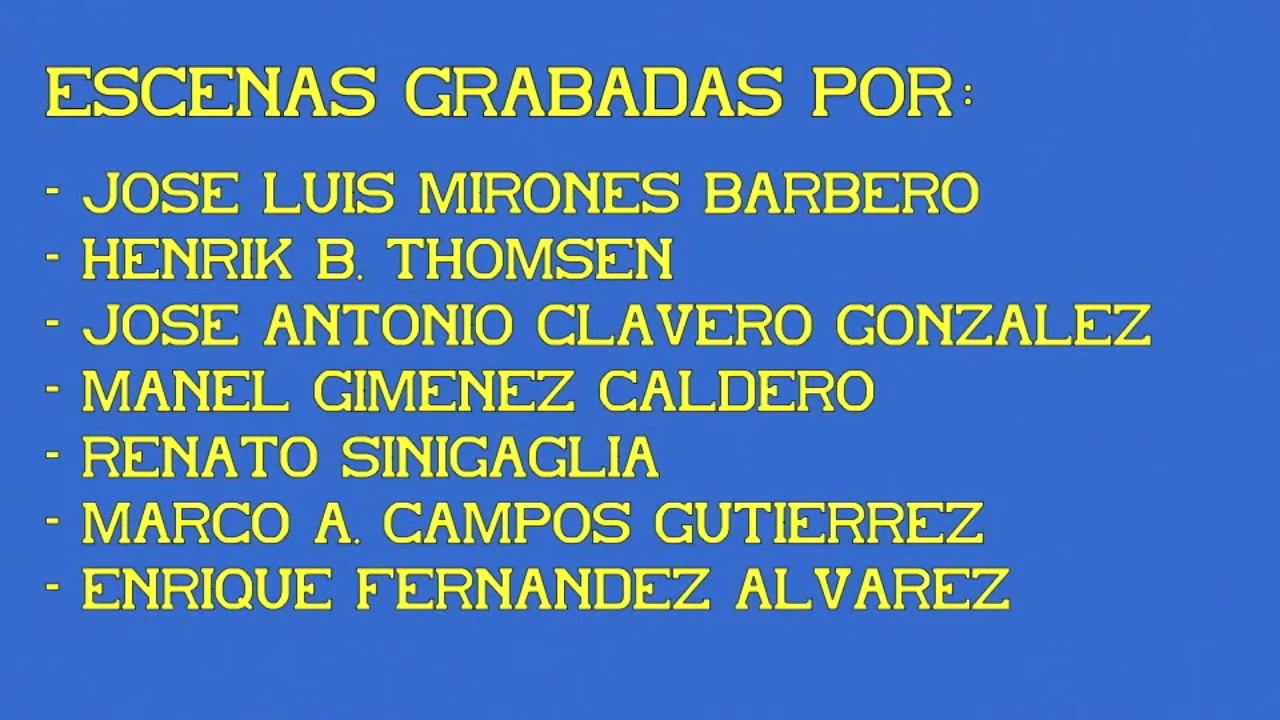 ESCENAS GRABADAS POR:
- JOSE LUIS MIRONES BARBERO
- HENRIK B. THOMSEN
- JOSE ANTONIO CLAVERO GONZALEZ
- MANEL GIMENEZ CALDERO
- RENATO SINIGAGLIA
- MARCO A. CAMPOS GUTIERREZ
- ENRIQUE FERNANDEZ ALVAREZ